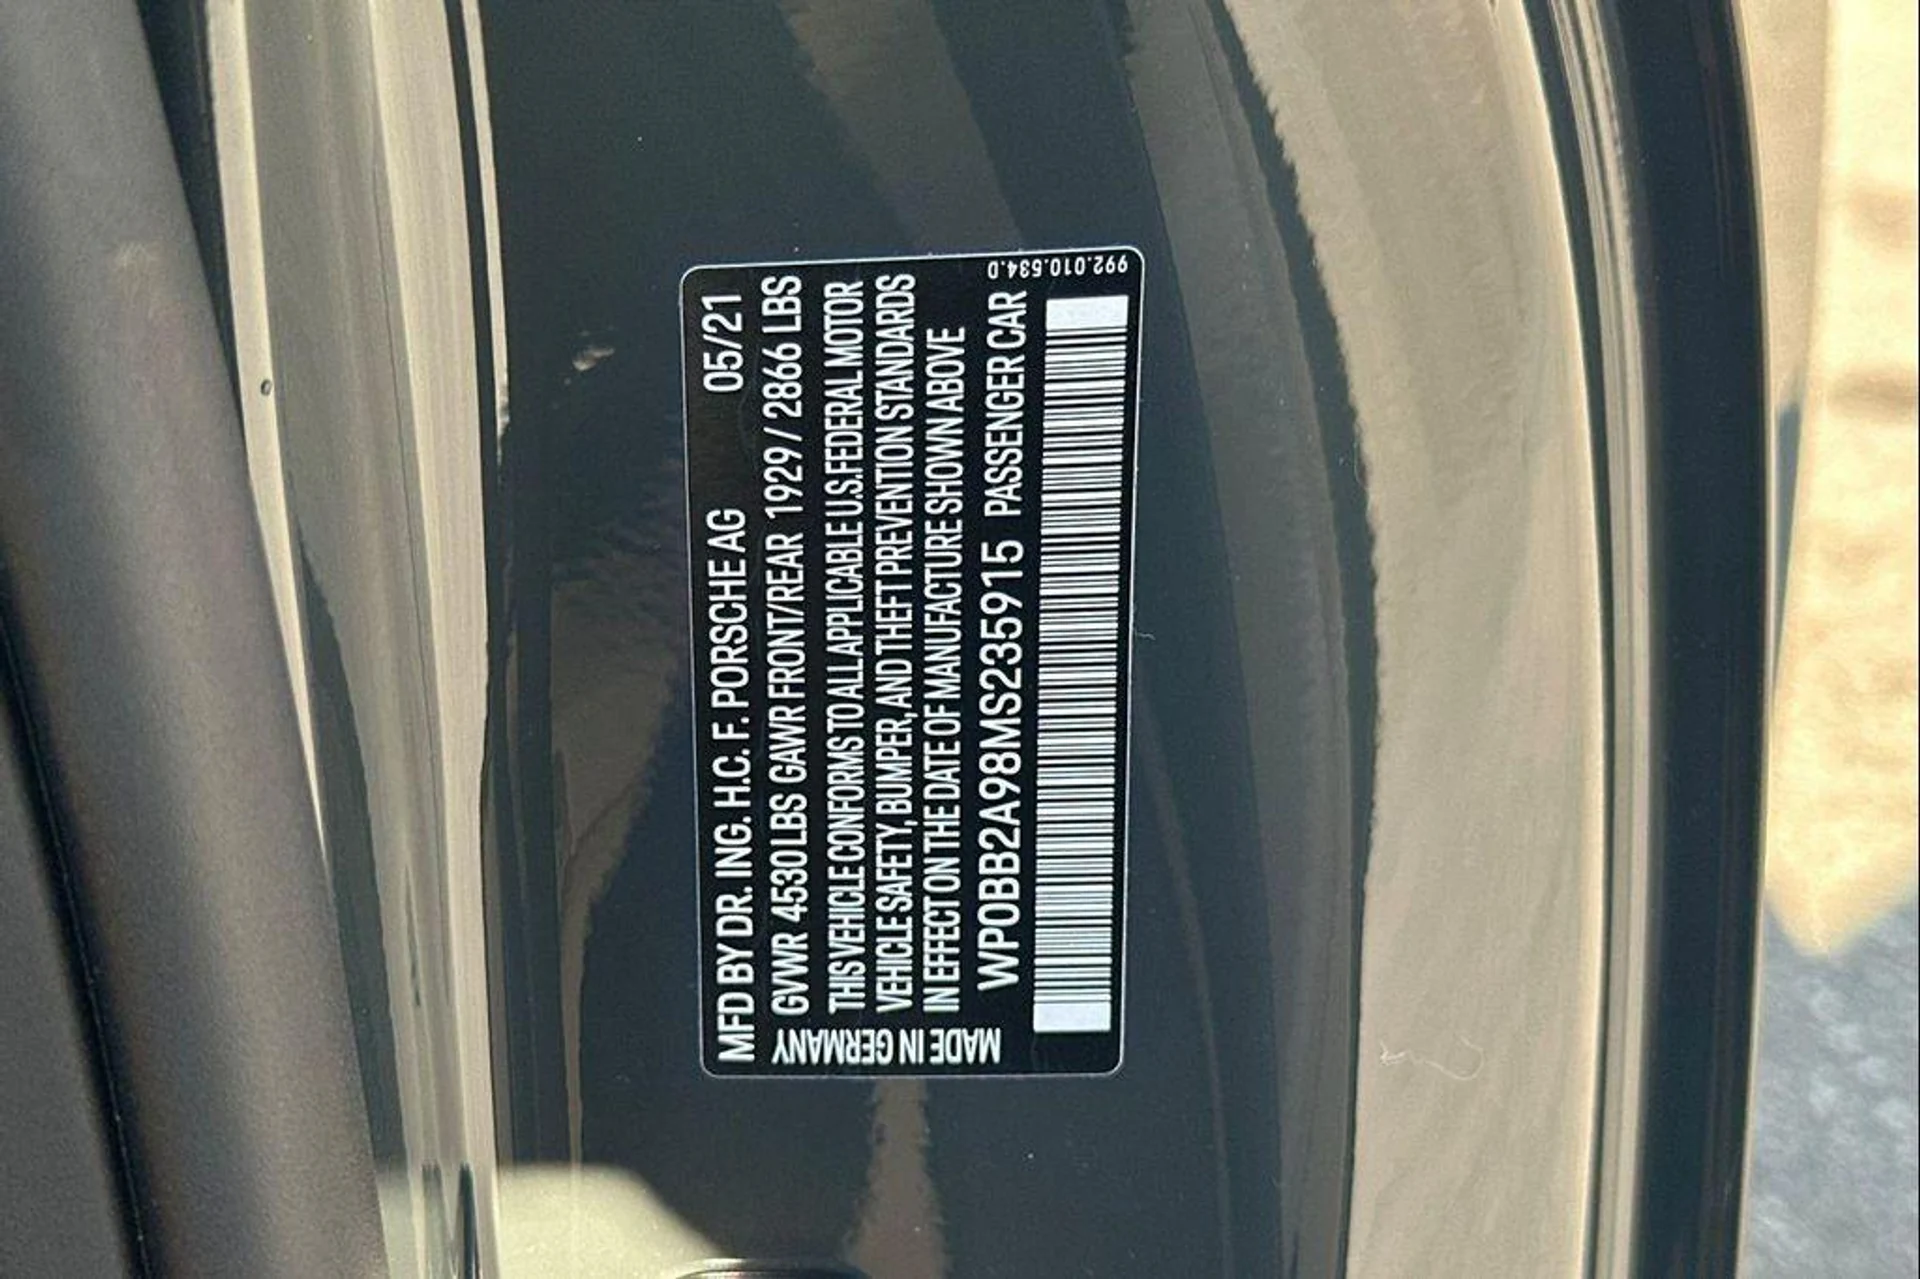 MFD BY DR. ING. H.C. F. PORSCHE AG 05/21
GVWR 4530 LBS GAWR FRONT/REAR 1929 / 2866 LBS
THIS VEHICLE CONFORMS TO ALL APPLICABLE U.S. FEDERAL MOTOR
VEHICLE SAFETY, BUMPER, AND THEFT PREVENTION STANDARDS
IN EFFECT ON THE DATE OF MANUFACTURE SHOWN ABOVE
WP0BB2A98MS235915 PASSENGER CAR
MADE IN GERMANY
992.010.534.D